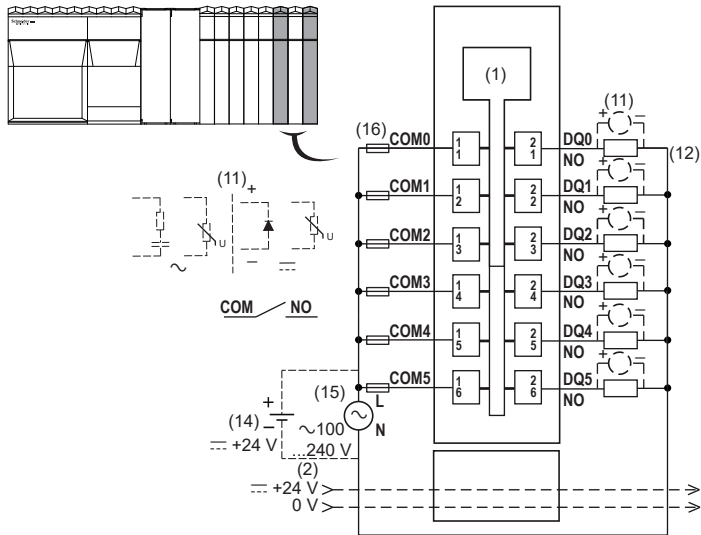 Schneider
(1)
(11)
(16)
COM0
1 1
2 1
DQ0
NO
(12)
COM1
1 2
2 2
DQ1
NO
(11)
+
U
U
~
−
COM2
1 3
2 3
DQ2
NO
COM NO
COM3
1 4
2 4
DQ3
NO
COM4
1 5
2 5
DQ4
NO
COM5
1 6
2 6
DQ5
NO
(15)
L
N
(14)
+
−
+24 V
~100
...240 V
(2)
+24 V
0 V